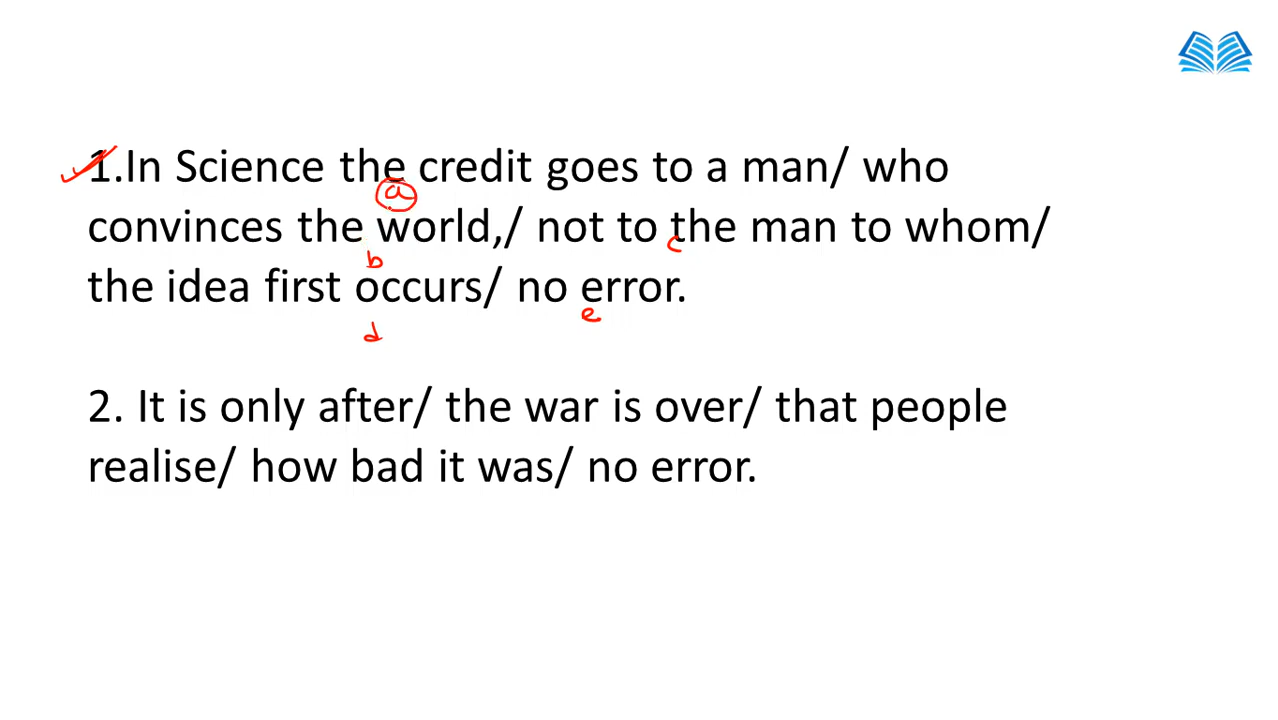 1.In Science the credit goes to a man/ who
a
convinces the world,/ not to the man to whom/
b c
the idea first occurs/ no error.
d e
2. It is only after/ the war is over/ that people
realise/ how bad it was/ no error.